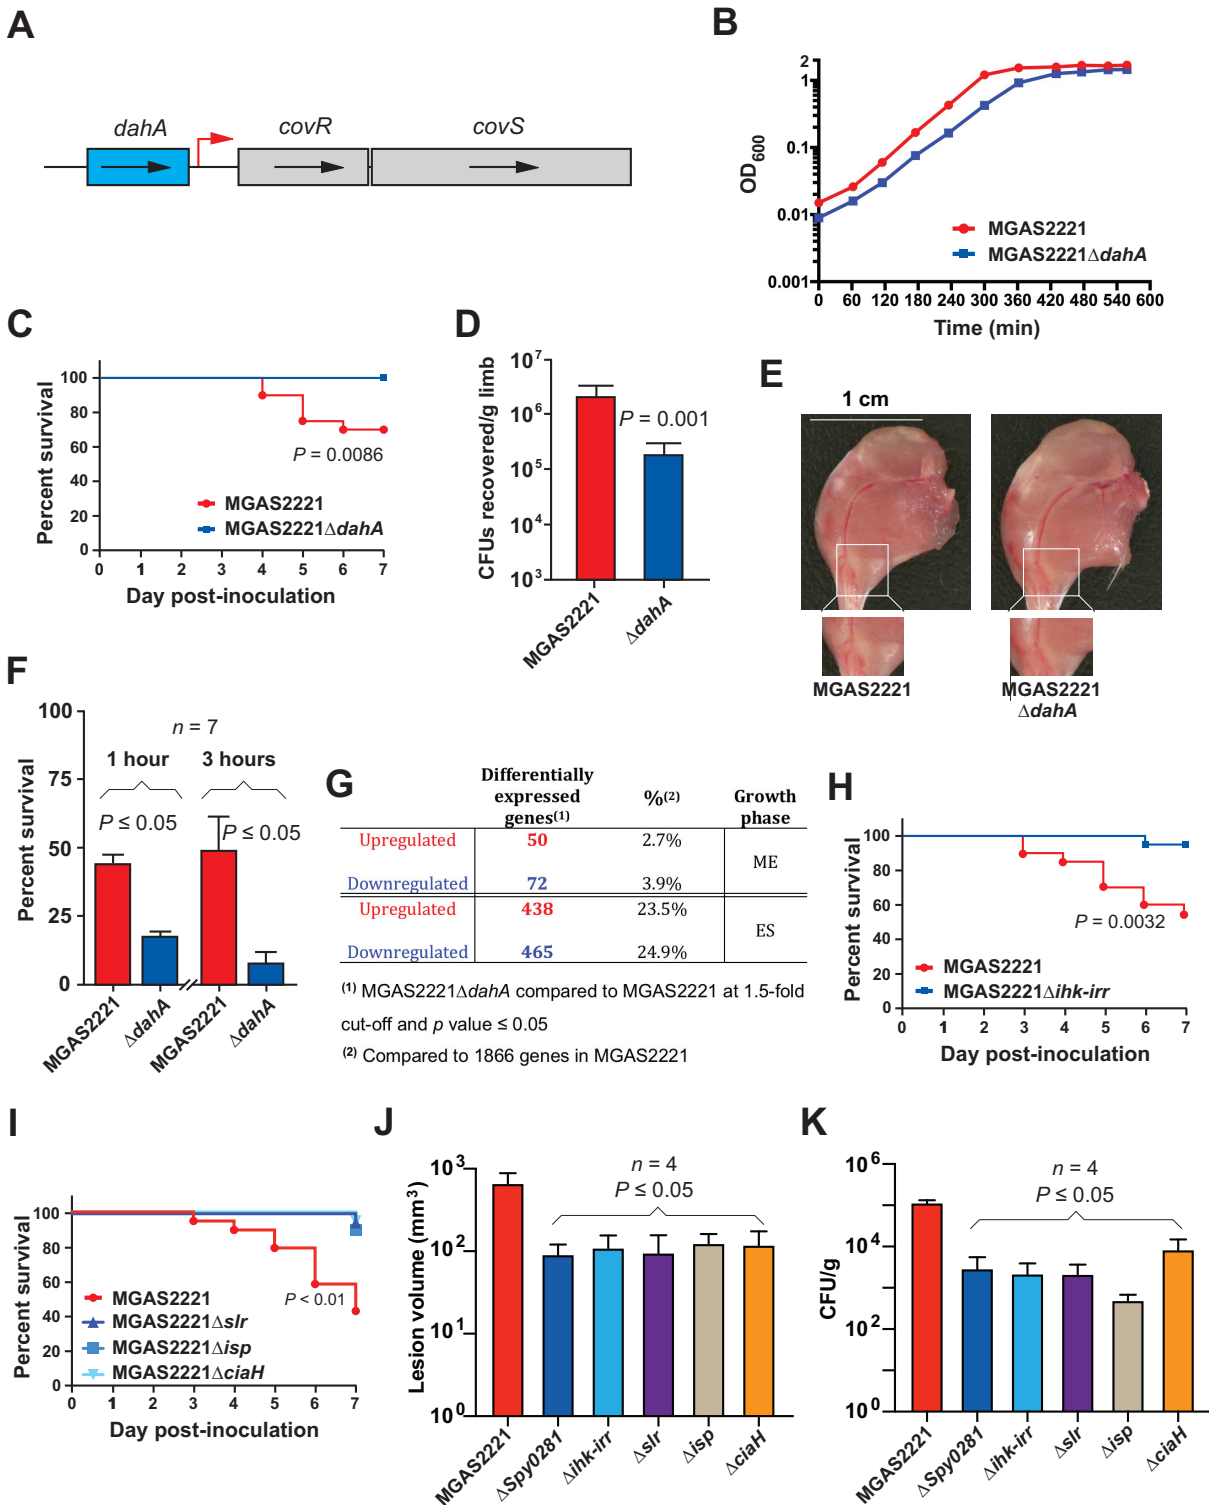 A
dahA
covR
covS
B
OD600
2
1
0.1
0.01
0.001
MGAS2221
MGAS2221ΔdahA
0 60 120 180 240 300 360 420 480 540 600
Time (min)
C
Percent survival
100
80
60
40
20
0
P = 0.0086
MGAS2221
MGAS2221ΔdahA
0 1 2 3 4 5 6 7
Day post-inoculation
D
CFUs recovered/g limb
10^7
10^6
10^5
10^4
10^3
P = 0.001
MGAS2221
ΔdahA
E
1 cm
MGAS2221
MGAS2221
ΔdahA
F
Percent survival
100
75
50
25
0
n = 7
1 hour
3 hours
P ≤ 0.05
P ≤ 0.05
MGAS2221
ΔdahA
MGAS2221
ΔdahA
G
Differentially expressed genes(1) %(2) Growth phase
Upregulated 50 2.7%
ME
Downregulated 72 3.9%
Upregulated 438 23.5%
ES
Downregulated 465 24.9%
(1) MGAS2221ΔdahA compared to MGAS2221 at 1.5-fold
cut-off and p value ≤ 0.05
(2) Compared to 1866 genes in MGAS2221
H
Percent survival
100
80
60
40
20
0
P = 0.0032
MGAS2221
MGAS2221Δihk-irr
0 1 2 3 4 5 6 7
Day post-inoculation
I
Percent survival
100
80
60
40
20
0
P < 0.01
MGAS2221
MGAS2221Δslr
MGAS2221Δisp
MGAS2221ΔciaH
0 1 2 3 4 5 6 7
Day post-inoculation
J
Lesion volume (mm3)
10^3
10^2
10^1
10^0
n = 4
P ≤ 0.05
MGAS2221
ΔSpy0281
Δihk-irr
Δslr
Δisp
ΔciaH
K
CFU/g
10^6
10^4
10^2
10^0
n = 4
P ≤ 0.05
MGAS2221
ΔSpy0281
Δihk-irr
Δslr
Δisp
ΔciaH